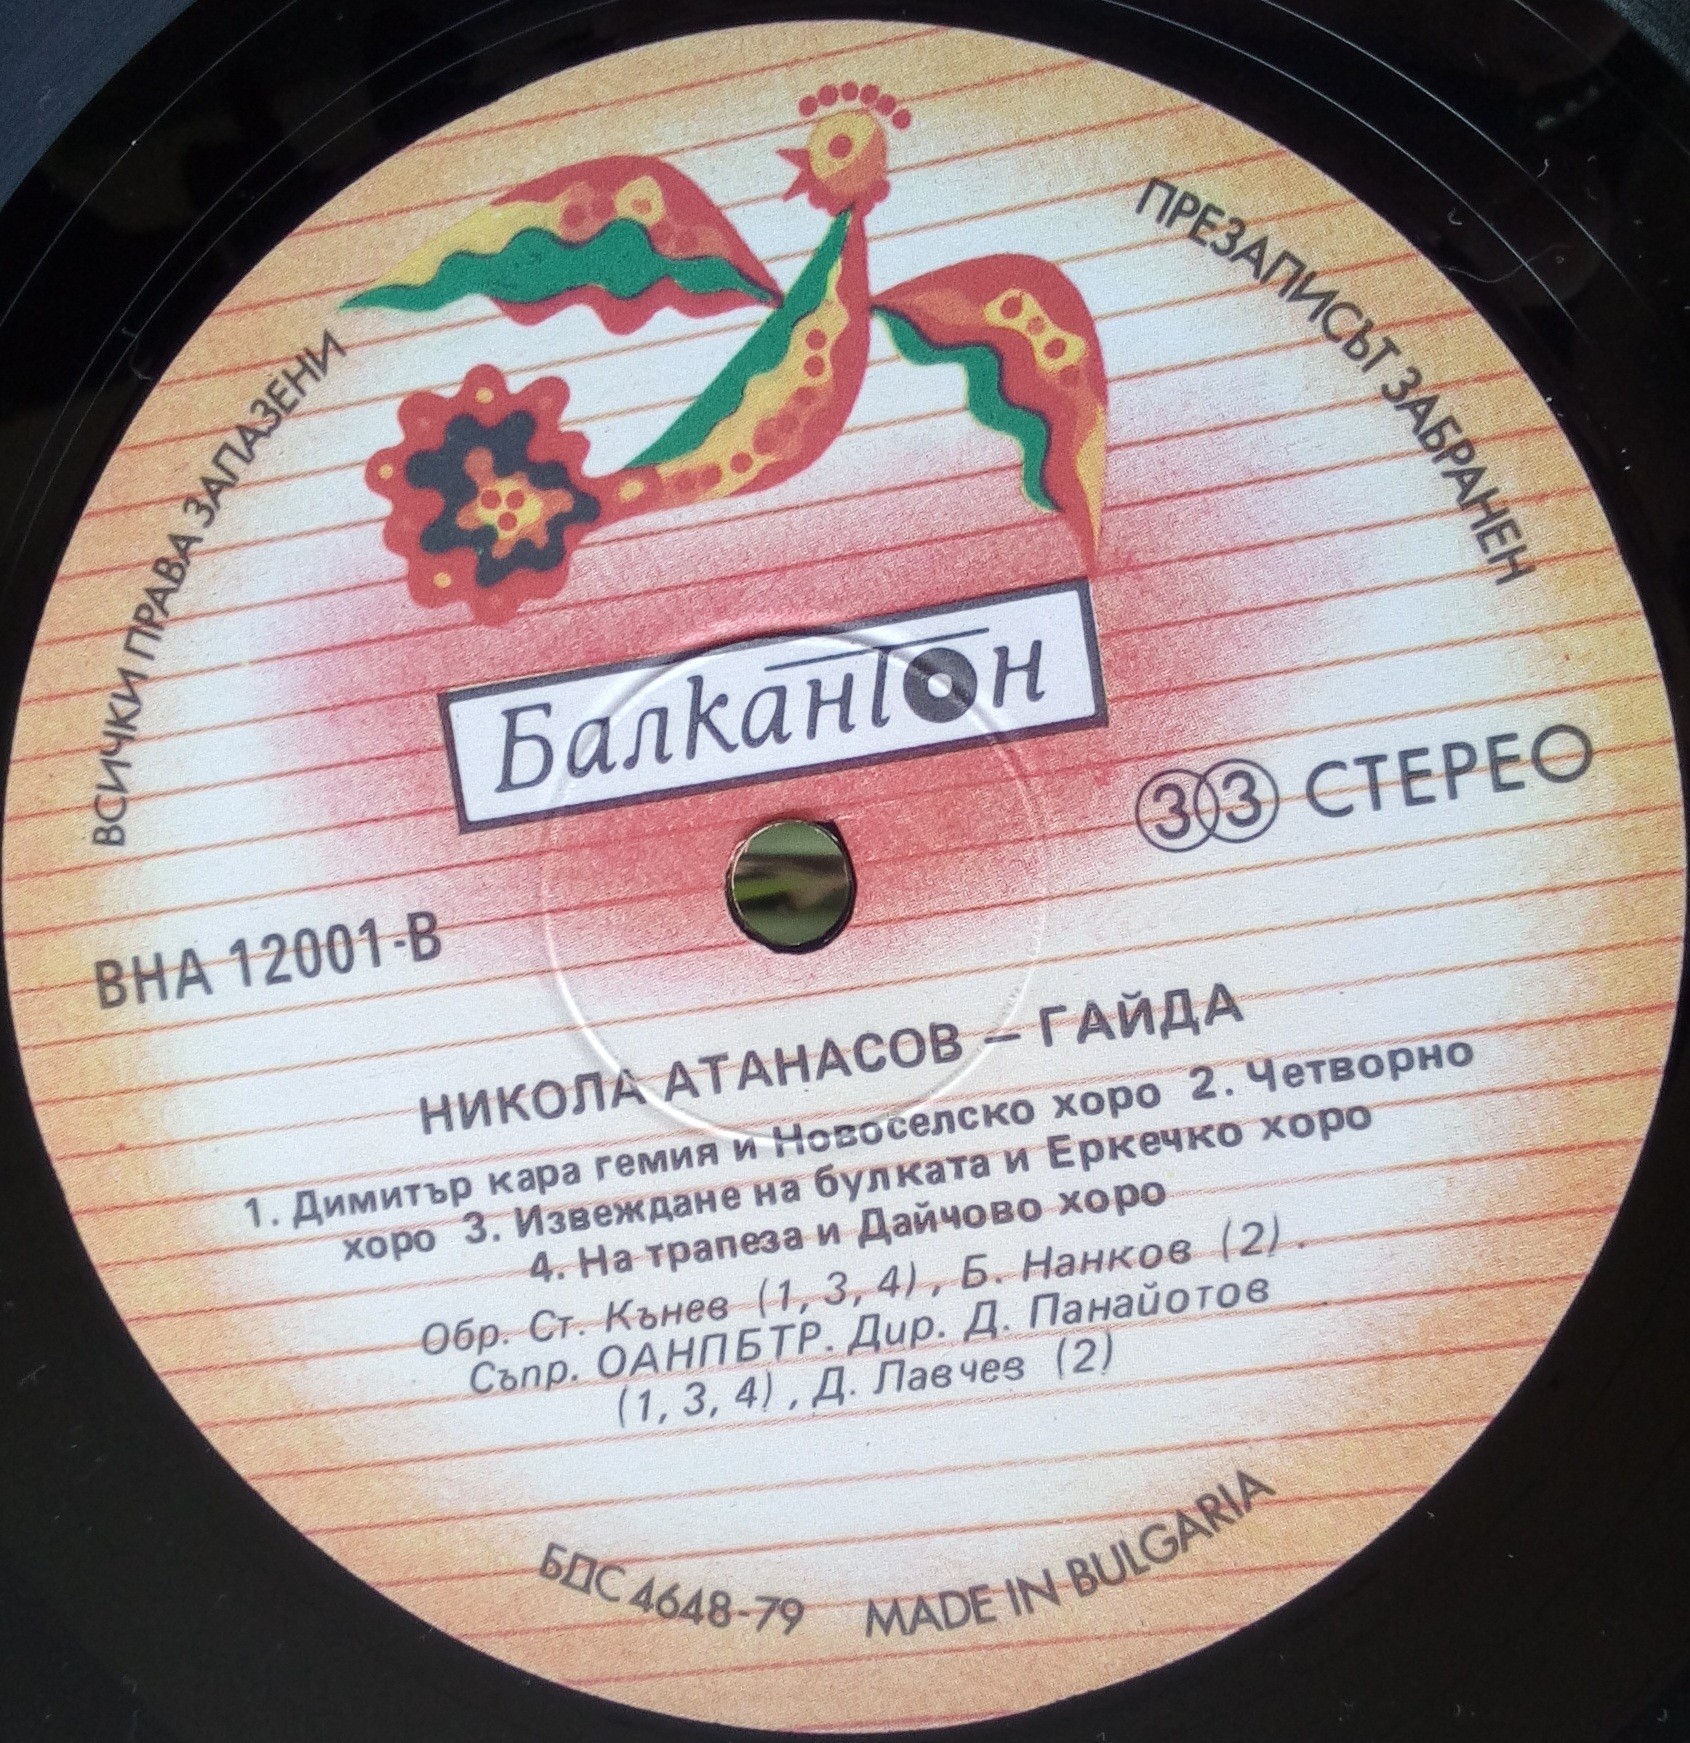 ВСИЧКИ ПРАВА ЗАПАЗЕНИ
ПРЕЗАПИСЪТ ЗАБРАНЕН
Балкантон
33 СТЕРЕО
ВНА 12001-В
НИКОЛА АТАНАСОВ – ГАЙДА
1. Димитър кара гемия и Новоселско хоро 2. Четворно
хоро 3. Извеждане на булката и Еркечко хоро
4. На трапеза и Дайчово хоро
Обр. Ст. Кънев (1, 3, 4), Б. Нанков (2).
Съпр. ОАНПБТР. Дир. Д. Панайотов
(1, 3, 4), Д. Лавчев (2)
БДС 4648-79 MADE IN BULGARIA